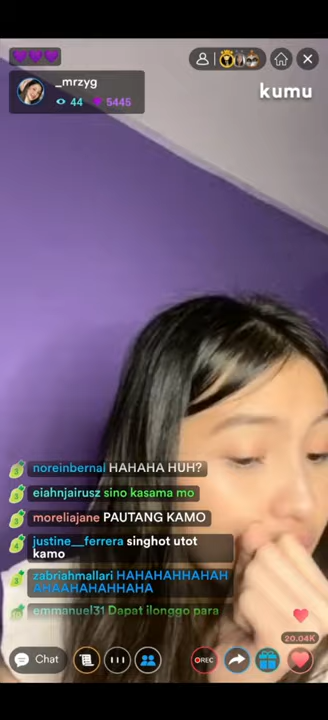 _mrzyg
44
5445
kumu
noreinbernal HAHAHA HUH?
eiahnjairusz sino kasama mo
moreliajane PAUTANG KAMO
justine__ferrera singhot utot
kamo
zabriahmallari HAHAHAHHAHAH
AHAAHAHAHHAHA
emmanuel31 Dapat ilonggo para
20.04K
Chat
REC